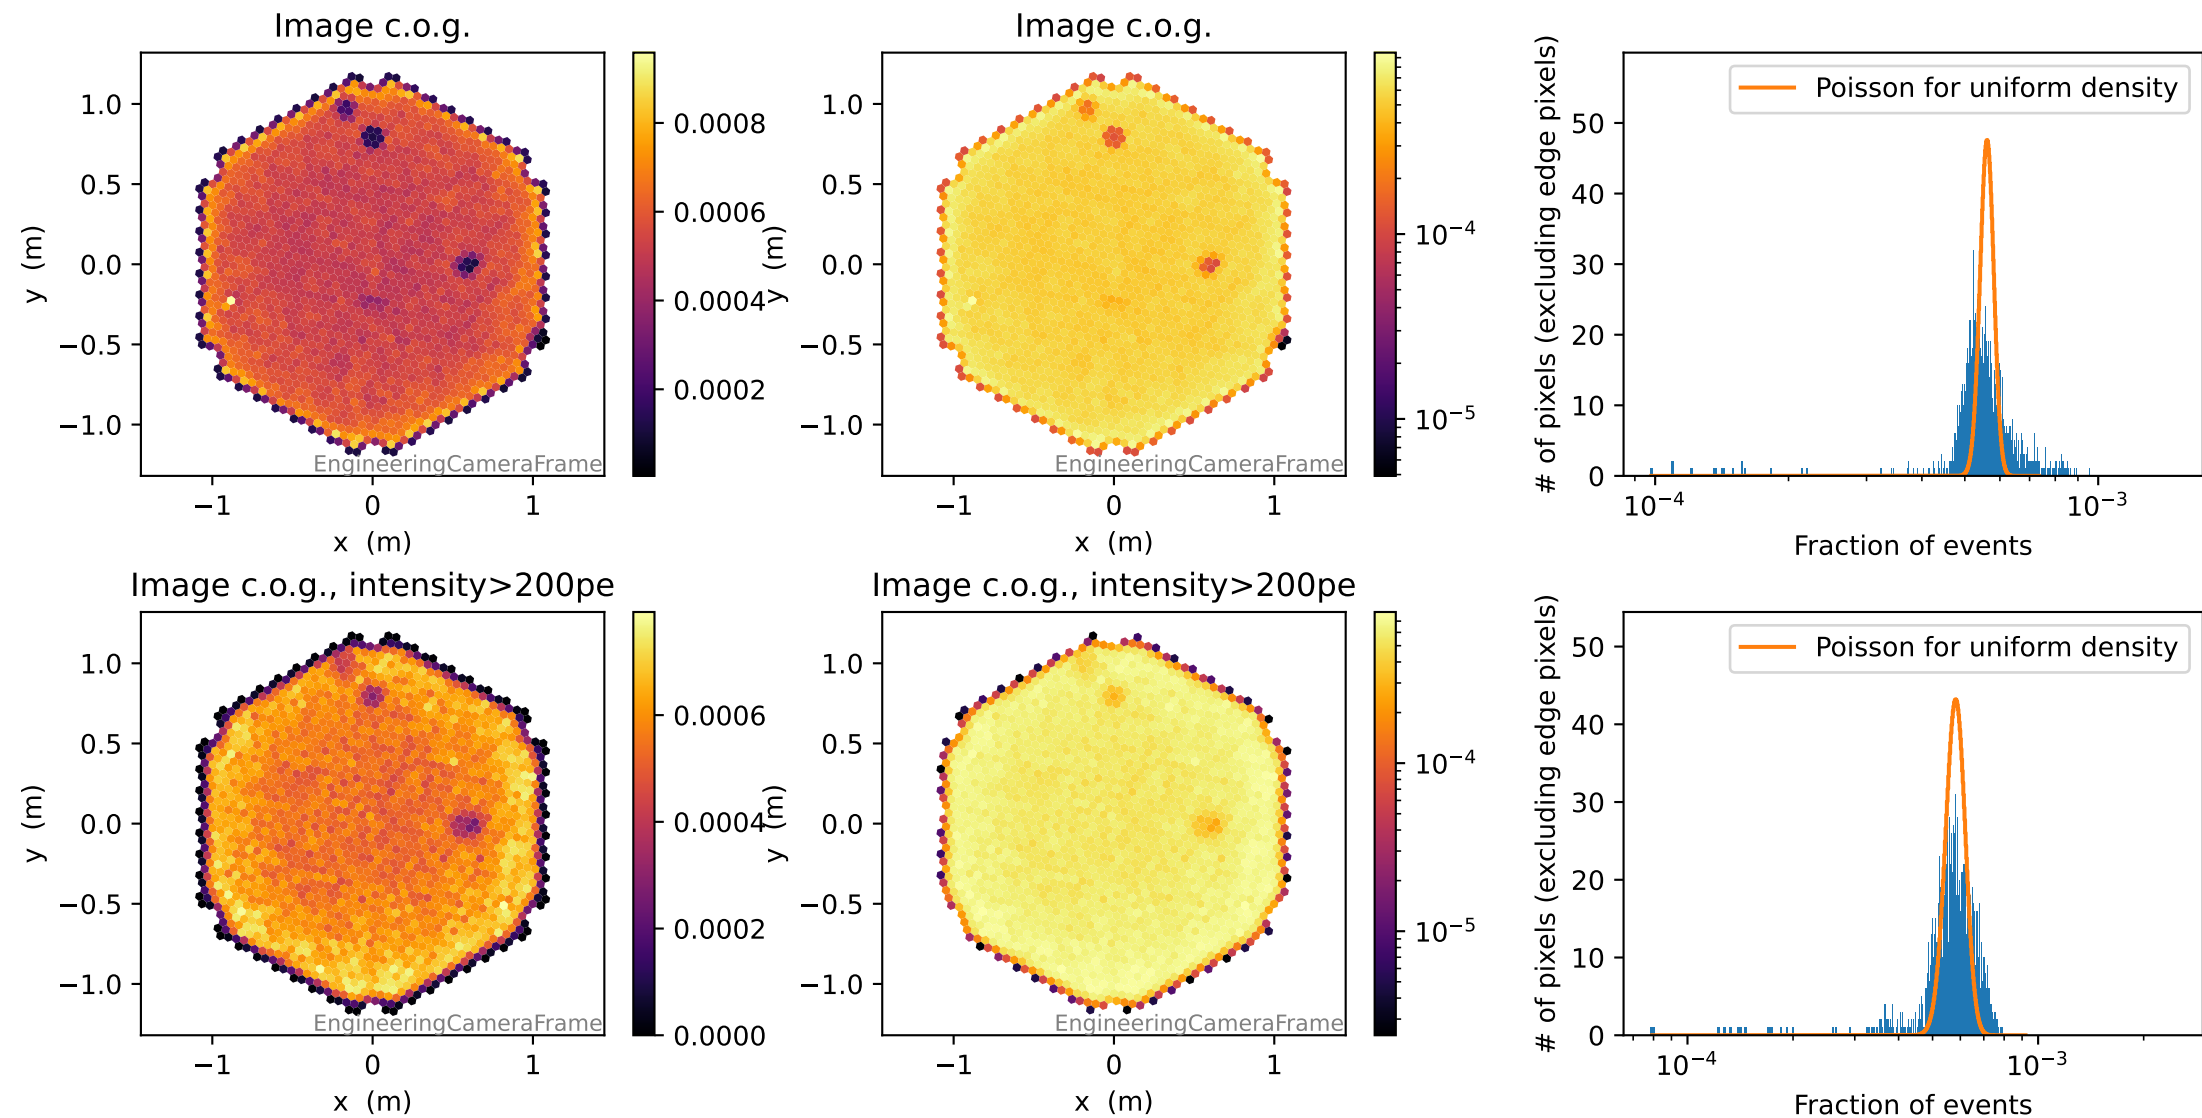 Image c.o.g.
1.0
0.5
0.0
−0.5
−1.0
y (m)
−1
0
1
x (m)
EngineeringCameraFrame
0.0008
0.0006
0.0004
0.0002
Image c.o.g.
1.0
0.5
0.0
−0.5
−1.0
y (m)
−1
0
1
x (m)
EngineeringCameraFrame
10⁻⁴
10⁻⁵
# of pixels (excluding edge pixels)
50
40
30
20
10
0
Poisson for uniform density
10⁻⁴
10⁻³
Fraction of events
Image c.o.g., intensity>200pe
1.0
0.5
0.0
−0.5
−1.0
y (m)
−1
0
1
x (m)
EngineeringCameraFrame
0.0006
0.0004
0.0002
0.0000
Image c.o.g., intensity>200pe
1.0
0.5
0.0
−0.5
−1.0
y (m)
−1
0
1
x (m)
EngineeringCameraFrame
10⁻⁴
10⁻⁵
# of pixels (excluding edge pixels)
50
40
30
20
10
0
Poisson for uniform density
10⁻⁴
10⁻³
Fraction of events